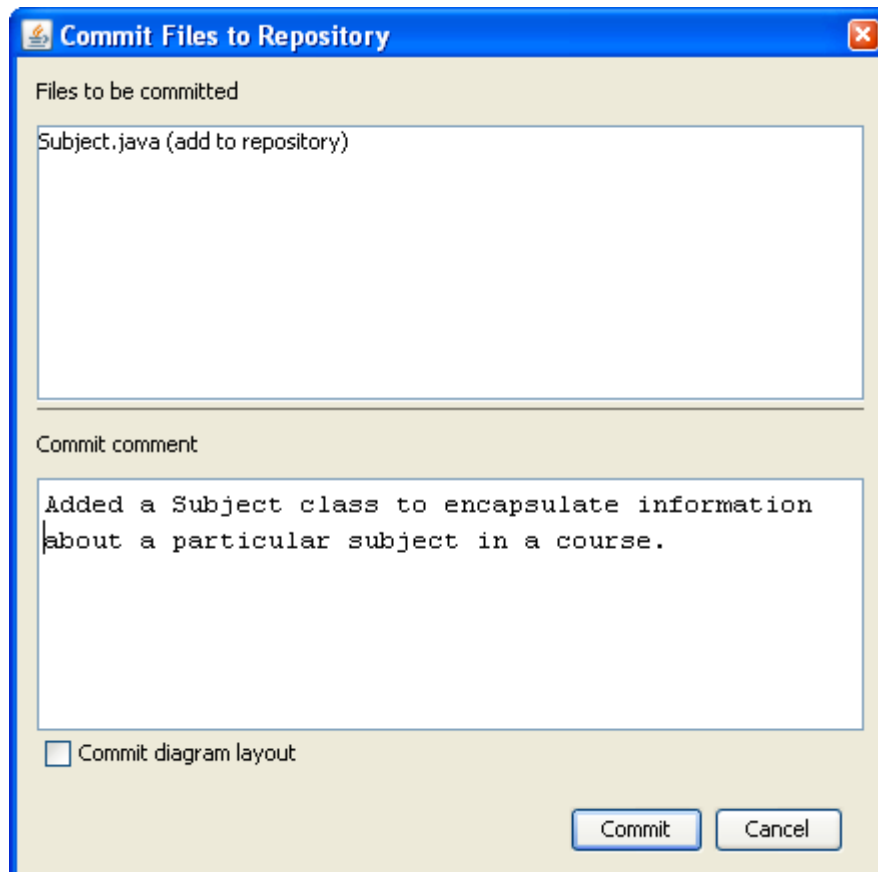 Commit Files to Repository
Files to be committed
Subject.java (add to repository)
Commit comment
Added a Subject class to encapsulate information
about a particular subject in a course.
Commit diagram layout
Commit
Cancel